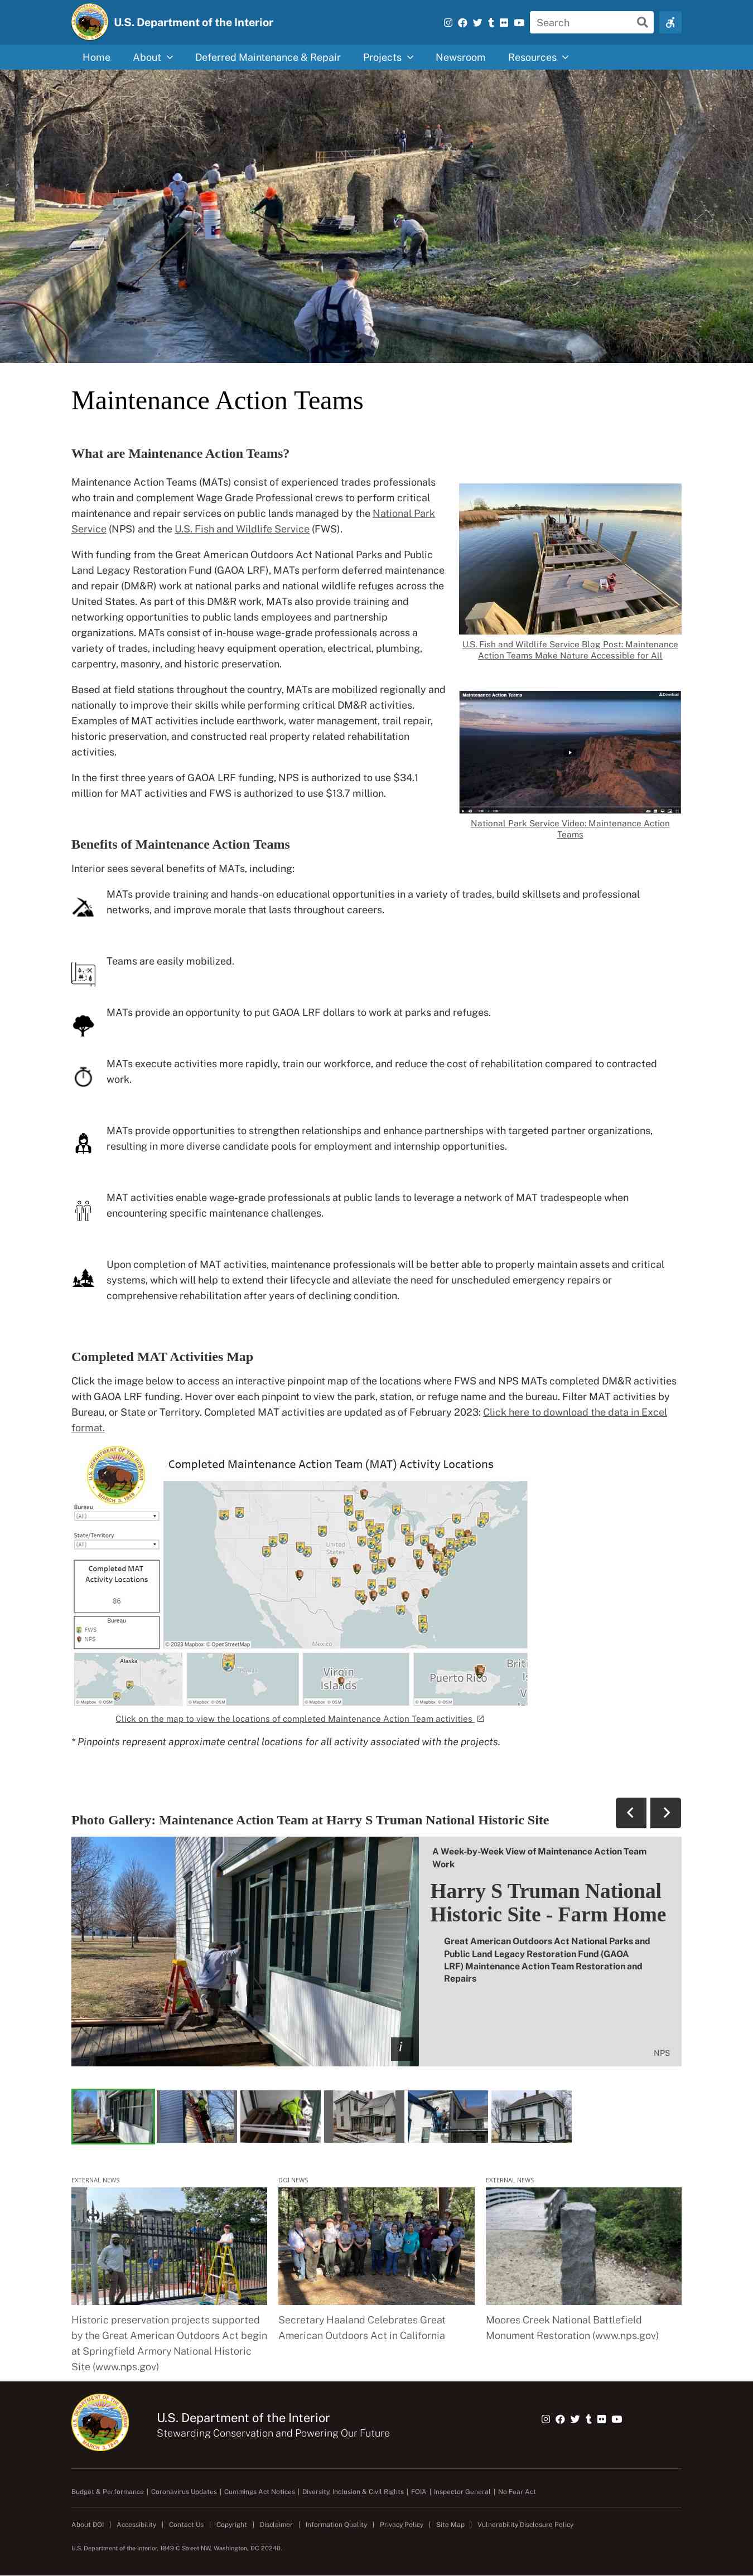 U.S. Department of the Interior
Search
Home About Deferred Maintenance & Repair Projects Newsroom Resources
Maintenance Action Teams
What are Maintenance Action Teams?
Maintenance Action Teams (MATs) consist of experienced trades professionals
who train and complement Wage Grade Professional crews to perform critical
maintenance and repair services on public lands managed by the National Park
Service (NPS) and the U.S. Fish and Wildlife Service (FWS).
With funding from the Great American Outdoors Act National Parks and Public
Land Legacy Restoration Fund (GAOA LRF), MATs perform deferred maintenance
and repair (DM&R) work at national parks and national wildlife refuges across the
United States. As part of this DM&R work, MATs also provide training and
networking opportunities to public lands employees and partnership
organizations. MATs consist of in-house wage-grade professionals across a
variety of trades, including heavy equipment operation, electrical, plumbing,
carpentry, masonry, and historic preservation.
Based at field stations throughout the country, MATs are mobilized regionally and
nationally to improve their skills while performing critical DM&R activities.
Examples of MAT activities include earthwork, water management, trail repair,
historic preservation, and constructed real property related rehabilitation
activities.
In the first three years of GAOA LRF funding, NPS is authorized to use $34.1
million for MAT activities and FWS is authorized to use $13.7 million.
U.S. Fish and Wildlife Service Blog Post: Maintenance
Action Teams Make Nature Accessible for All
Maintenance Action Teams
Download
National Park Service Video: Maintenance Action
Teams
Benefits of Maintenance Action Teams
Interior sees several benefits of MATs, including:
MATs provide training and hands-on educational opportunities in a variety of trades, build skillsets and professional
networks, and improve morale that lasts throughout careers.
Teams are easily mobilized.
MATs provide an opportunity to put GAOA LRF dollars to work at parks and refuges.
MATs execute activities more rapidly, train our workforce, and reduce the cost of rehabilitation compared to contracted
work.
MATs provide opportunities to strengthen relationships and enhance partnerships with targeted partner organizations,
resulting in more diverse candidate pools for employment and internship opportunities.
MAT activities enable wage-grade professionals at public lands to leverage a network of MAT tradespeople when
encountering specific maintenance challenges.
Upon completion of MAT activities, maintenance professionals will be better able to properly maintain assets and critical
systems, which will help to extend their lifecycle and alleviate the need for unscheduled emergency repairs or
comprehensive rehabilitation after years of declining condition.
Completed MAT Activities Map
Click the image below to access an interactive pinpoint map of the locations where FWS and NPS MATs completed DM&R activities
with GAOA LRF funding. Hover over each pinpoint to view the park, station, or refuge name and the bureau. Filter MAT activities by
Bureau, or State or Territory. Completed MAT activities are updated as of February 2023: Click here to download the data in Excel
format.
U.S. DEPARTMENT OF THE INTERIOR
MARCH 3, 1849
Completed Maintenance Action Team (MAT) Activity Locations
Bureau
(All)
State/Territory
(All)
Completed MAT
Activity Locations
86
Bureau
FWS
NPS
United
States
Mexico
© 2023 Mapbox © OpenStreetMap
Alaska
© Mapbox © OSM
© Mapbox © OSM
Virgin
Islands
© Mapbox © OSM
Puerto Rico
© Mapbox © OSM
Click on the map to view the locations of completed Maintenance Action Team activities
* Pinpoints represent approximate central locations for all activity associated with the projects.
Photo Gallery: Maintenance Action Team at Harry S Truman National Historic Site
i
A Week-by-Week View of Maintenance Action Team
Work
Harry S Truman National
Historic Site - Farm Home
Great American Outdoors Act National Parks and
Public Land Legacy Restoration Fund (GAOA
LRF) Maintenance Action Team Restoration and
Repairs
NPS
EXTERNAL NEWS
Historic preservation projects supported
by the Great American Outdoors Act begin
at Springfield Armory National Historic
Site (www.nps.gov)
DOI NEWS
Secretary Haaland Celebrates Great
American Outdoors Act in California
EXTERNAL NEWS
Moores Creek National Battlefield
Monument Restoration (www.nps.gov)
U.S. Department of the Interior
Stewarding Conservation and Powering Our Future
Budget & Performance | Coronavirus Updates | Cummings Act Notices | Diversity, Inclusion & Civil Rights | FOIA | Inspector General | No Fear Act
About DOI | Accessibility | Contact Us | Copyright | Disclaimer | Information Quality | Privacy Policy | Site Map | Vulnerability Disclosure Policy
U.S. Department of the Interior, 1849 C Street NW, Washington, DC 20240.